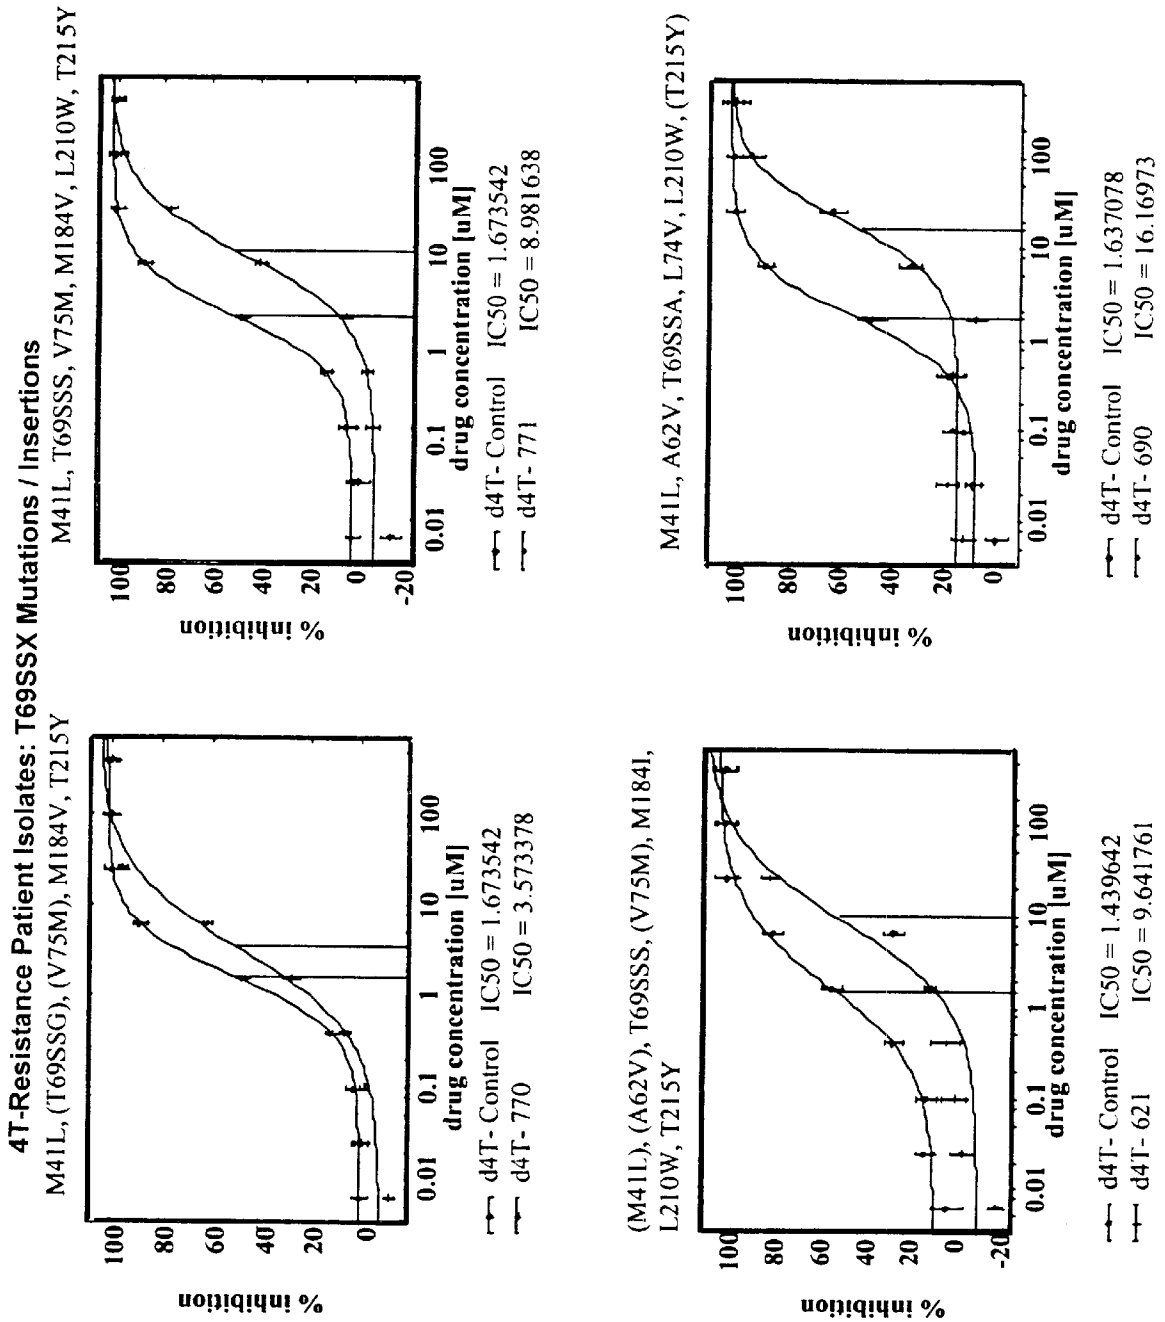 4T-Resistance Patient Isolates: T69SSX Mutations / Insertions
M41L, (T69SSG), (V75M), M184V, T215Y
% inhibition
100
80
60
40
20
0
0.01
0.1
1
10
100
drug concentration [uM]
d4T- Control IC50 = 1.673542
d4T- 770 IC50 = 3.573378
M41L, T69SSS, V75M, M184V, L210W, T215Y
% inhibition
100
80
60
40
20
0
-20
0.01
0.1
1
10
100
drug concentration [uM]
d4T- Control IC50 = 1.673542
d4T- 771 IC50 = 8.981638
(M41L), (A62V), T69SSS, (V75M), M184I,
L210W, T215Y
% inhibition
100
80
60
40
20
0
-20
0.01
0.1
1
10
100
drug concentration [uM]
d4T- Control IC50 = 1.439642
d4T- 621 IC50 = 9.641761
M41L, A62V, T69SSA, L74V, L210W, (T215Y)
% inhibition
100
80
60
40
20
0
0.01
0.1
1
10
100
drug concentration [uM]
d4T- Control IC50 = 1.637078
d4T- 690 IC50 = 16.16973